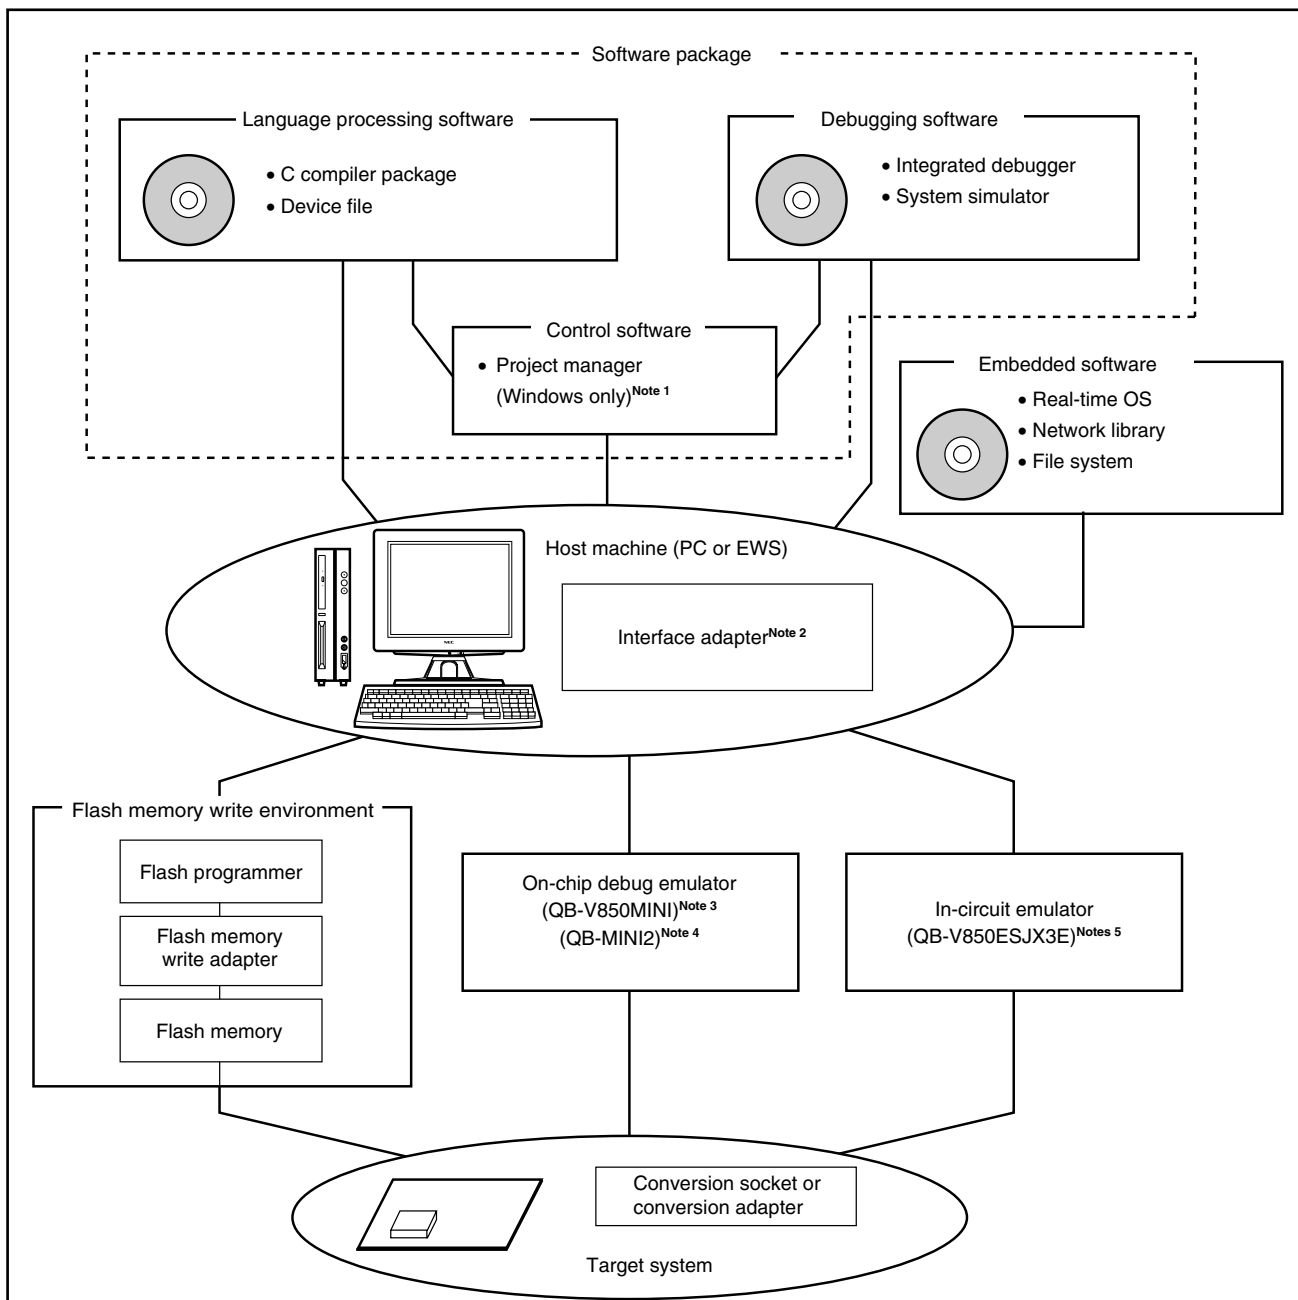 Software package
Language processing software
• C compiler package
• Device file
Debugging software
• Integrated debugger
• System simulator
Control software
• Project manager
(Windows only)Note 1
Embedded software
• Real-time OS
• Network library
• File system
Host machine (PC or EWS)
NEC
Interface adapterNote 2
Flash memory write environment
Flash programmer
Flash memory
write adapter
Flash memory
On-chip debug emulator
(QB-V850MINI)Note 3
(QB-MINI2)Note 4
In-circuit emulator
(QB-V850ESJX3E)Notes 5
Conversion socket or
conversion adapter
Target system